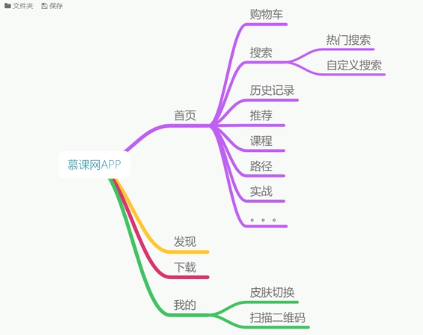 文件夹 保存
购物车
热门搜索
搜索
自定义搜索
历史记录
首页
推荐
课程
慕课网APP
路径
实战
。。。
发现
下载
我的
皮肤切换
扫描二维码